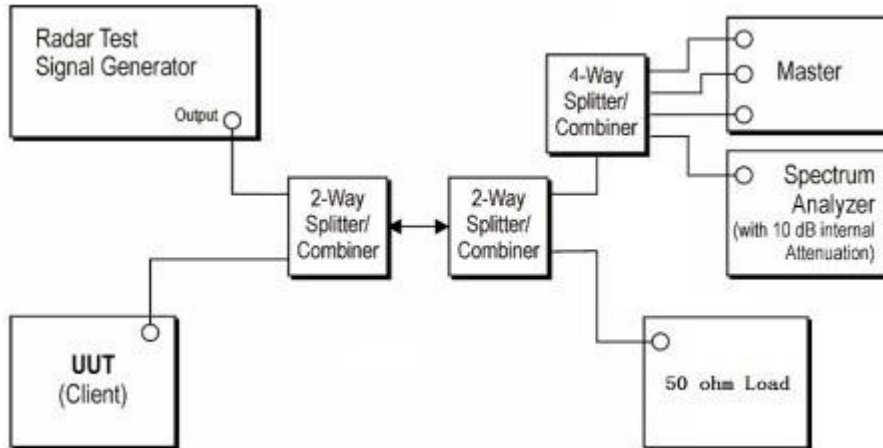 Radar Test
Signal Generator
Output
4-Way
Splitter/
Combiner
Master
2-Way
Splitter/
Combiner
2-Way
Splitter/
Combiner
Spectrum
Analyzer
(with 10 dB internal
Attenuation)
UUT
(Client)
50 ohm Load